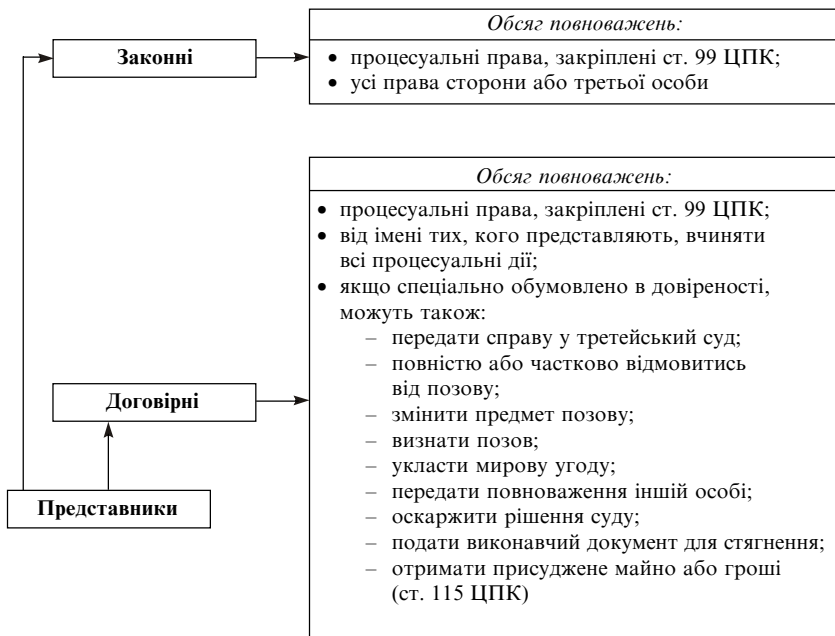 Законні
Обсяг повноважень:
• процесуальні права, закріплені ст. 99 ЦПК;
• усі права сторони або третьої особи
Обсяг повноважень:
• процесуальні права, закріплені ст. 99 ЦПК;
• від імені тих, кого представляють, вчиняти
всі процесуальні дії;
• якщо спеціально обумовлено в довіреності,
можуть також:
– передати справу у третейський суд;
– повністю або частково відмовитись
від позову;
– змінити предмет позову;
– визнати позов;
– укласти мирову угоду;
– передати повноваження іншій особі;
– оскаржити рішення суду;
– подати виконавчий документ для стягнення;
– отримати присуджене майно або гроші
(ст. 115 ЦПК)
Договірні
Представники